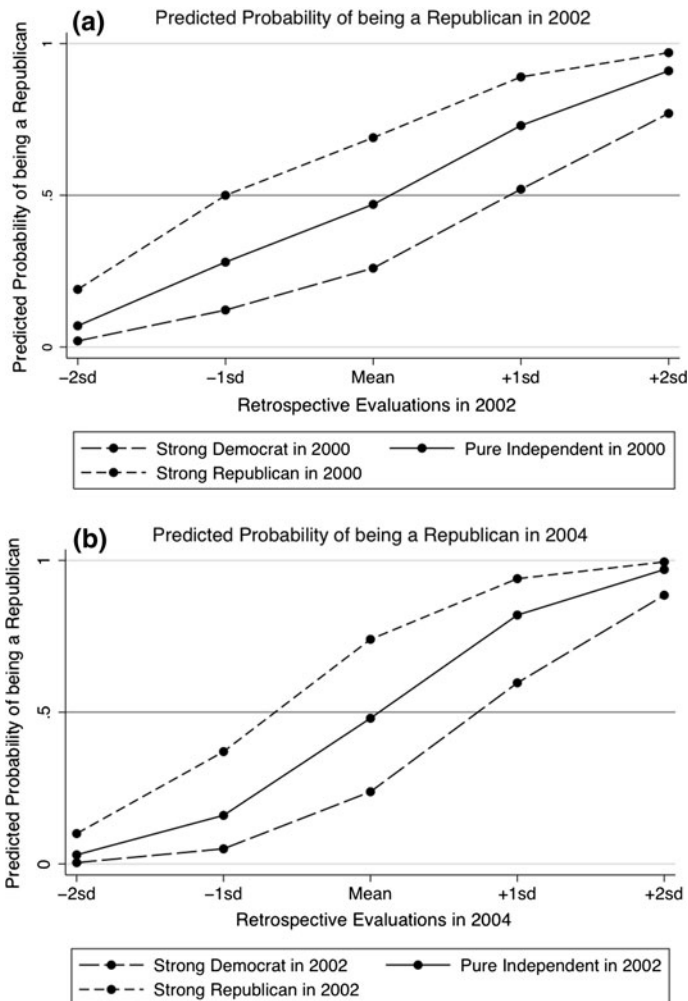 (a) Predicted Probability of being a Republican in 2002
Predicted Probability of being a Republican
1
.5
0
−2sd −1sd Mean +1sd +2sd
Retrospective Evaluations in 2002
Strong Democrat in 2000 Pure Independent in 2000
Strong Republican in 2000
(b) Predicted Probability of being a Republican in 2004
Predicted Probability of being a Republican
1
.5
0
−2sd −1sd Mean +1sd +2sd
Retrospective Evaluations in 2004
Strong Democrat in 2002 Pure Independent in 2002
Strong Republican in 2002